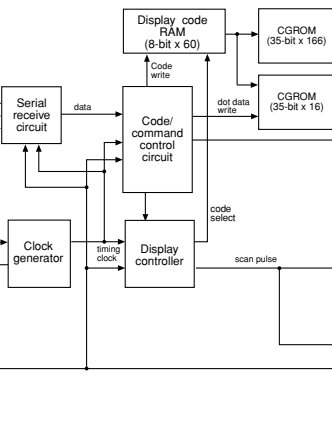 Display code
RAM
(8-bit x 60)
CGROM
(35-bit x 166)
Code
write
CGROM
(35-bit x 16)
Serial
receive
circuit
data
Code/
command
control
circuit
dot data
write
code
select
Clock
generator
timing
clock
Display
controller
scan pulse